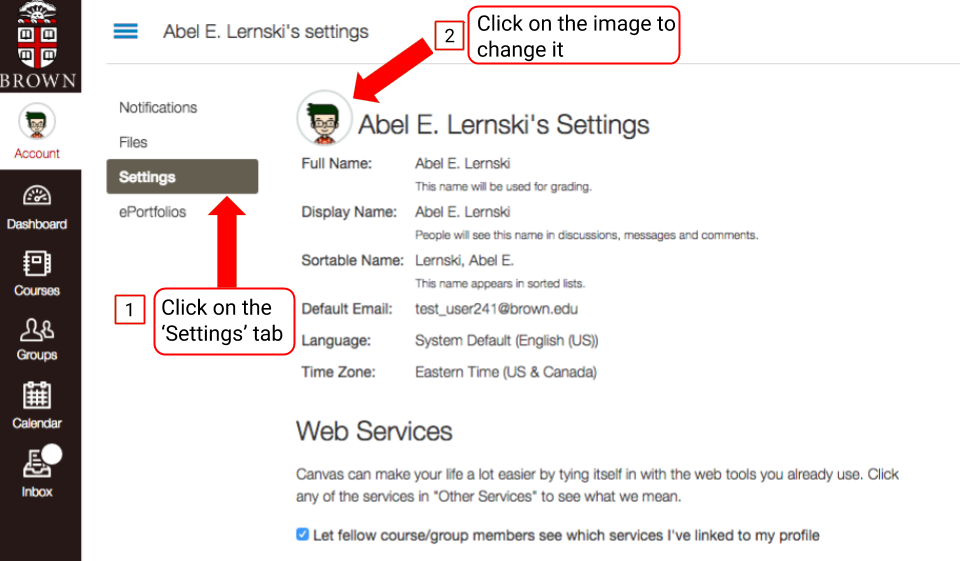 BROWN
Account
Dashboard
Courses
Groups
Calendar
Inbox
Abel E. Lernski's settings
2
Click on the image to
change it
Notifications
Files
Settings
ePortfolios
1
Click on the
‘Settings’ tab
Abel E. Lernski's Settings
Full Name: Abel E. Lernski
This name will be used for grading.
Display Name: Abel E. Lernski
People will see this name in discussions, messages and comments.
Sortable Name: Lernski, Abel E.
This name appears in sorted lists.
Default Email: test_user241@brown.edu
Language: System Default (English (US))
Time Zone: Eastern Time (US & Canada)
Web Services
Canvas can make your life a lot easier by tying itself in with the web tools you already use. Click
any of the services in "Other Services" to see what we mean.
Let fellow course/group members see which services I've linked to my profile